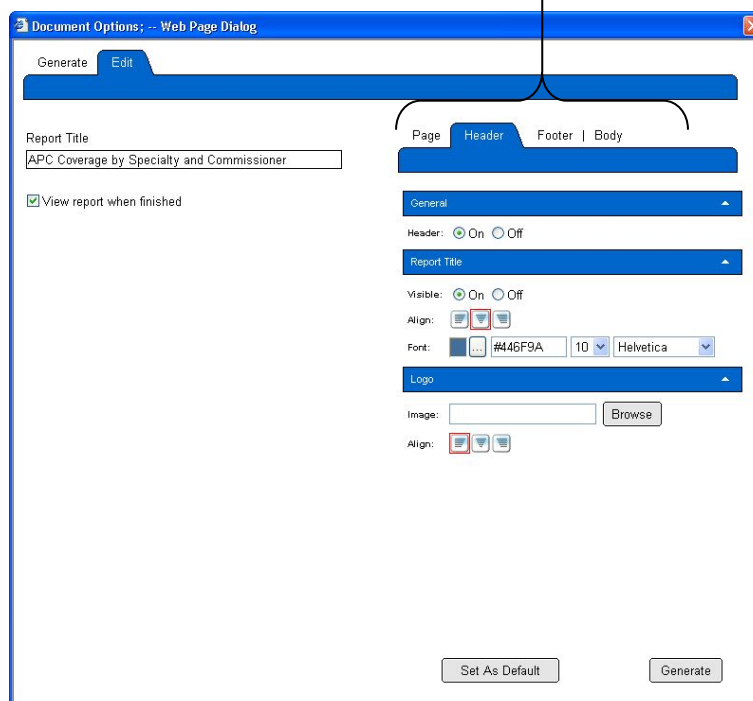 Document Options; -- Web Page Dialog
Generate Edit
Report Title
APC Coverage by Specialty and Commissioner
View report when finished
Page Header Footer | Body
General
Header: On Off
Report Title
Visible: On Off
Align:
Font: ... #446F9A 10 Helvetica
Logo
Image: Browse
Align:
Set As Default Generate